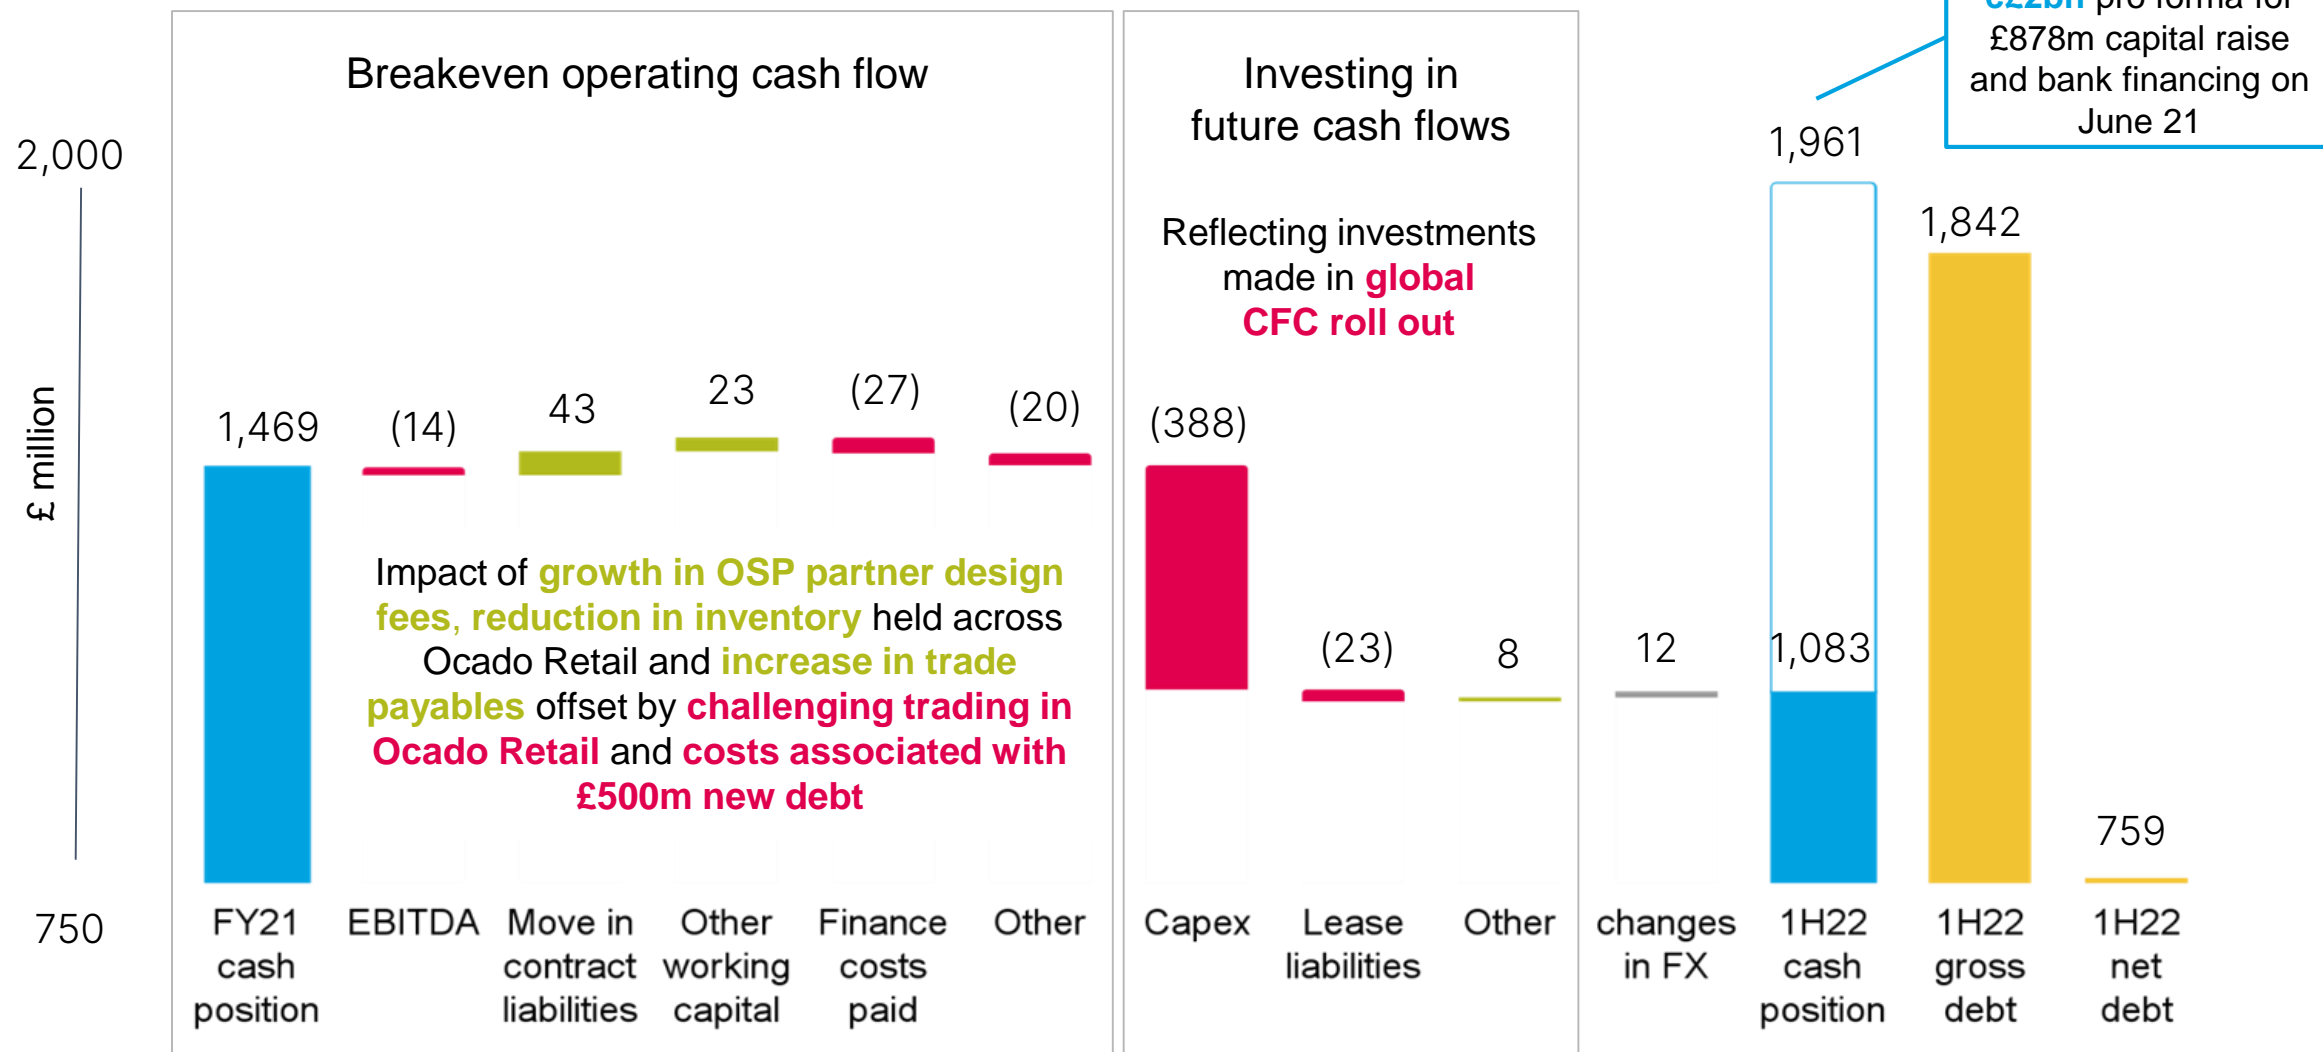 Breakeven operating cash flow
Investing in
future cash flows
pro forma for
£878m capital raise
and bank financing on
June 21
2,000
£ million
750
Reflecting investments
made in global
CFC roll out
1,469
(14)
43
23
(27)
(20)
(388)
(23)
8
12
1,961
1,083
1,842
759
Impact of growth in OSP partner design
fees, reduction in inventory held across
Ocado Retail and increase in trade
payables offset by challenging trading in
Ocado Retail and costs associated with
£500m new debt
FY21
cash
position
EBITDA
Move in
contract
liabilities
Other
working
capital
Finance
costs
paid
Other
Capex
Lease
liabilities
Other
changes
in FX
1H22
cash
position
1H22
gross
debt
1H22
net
debt